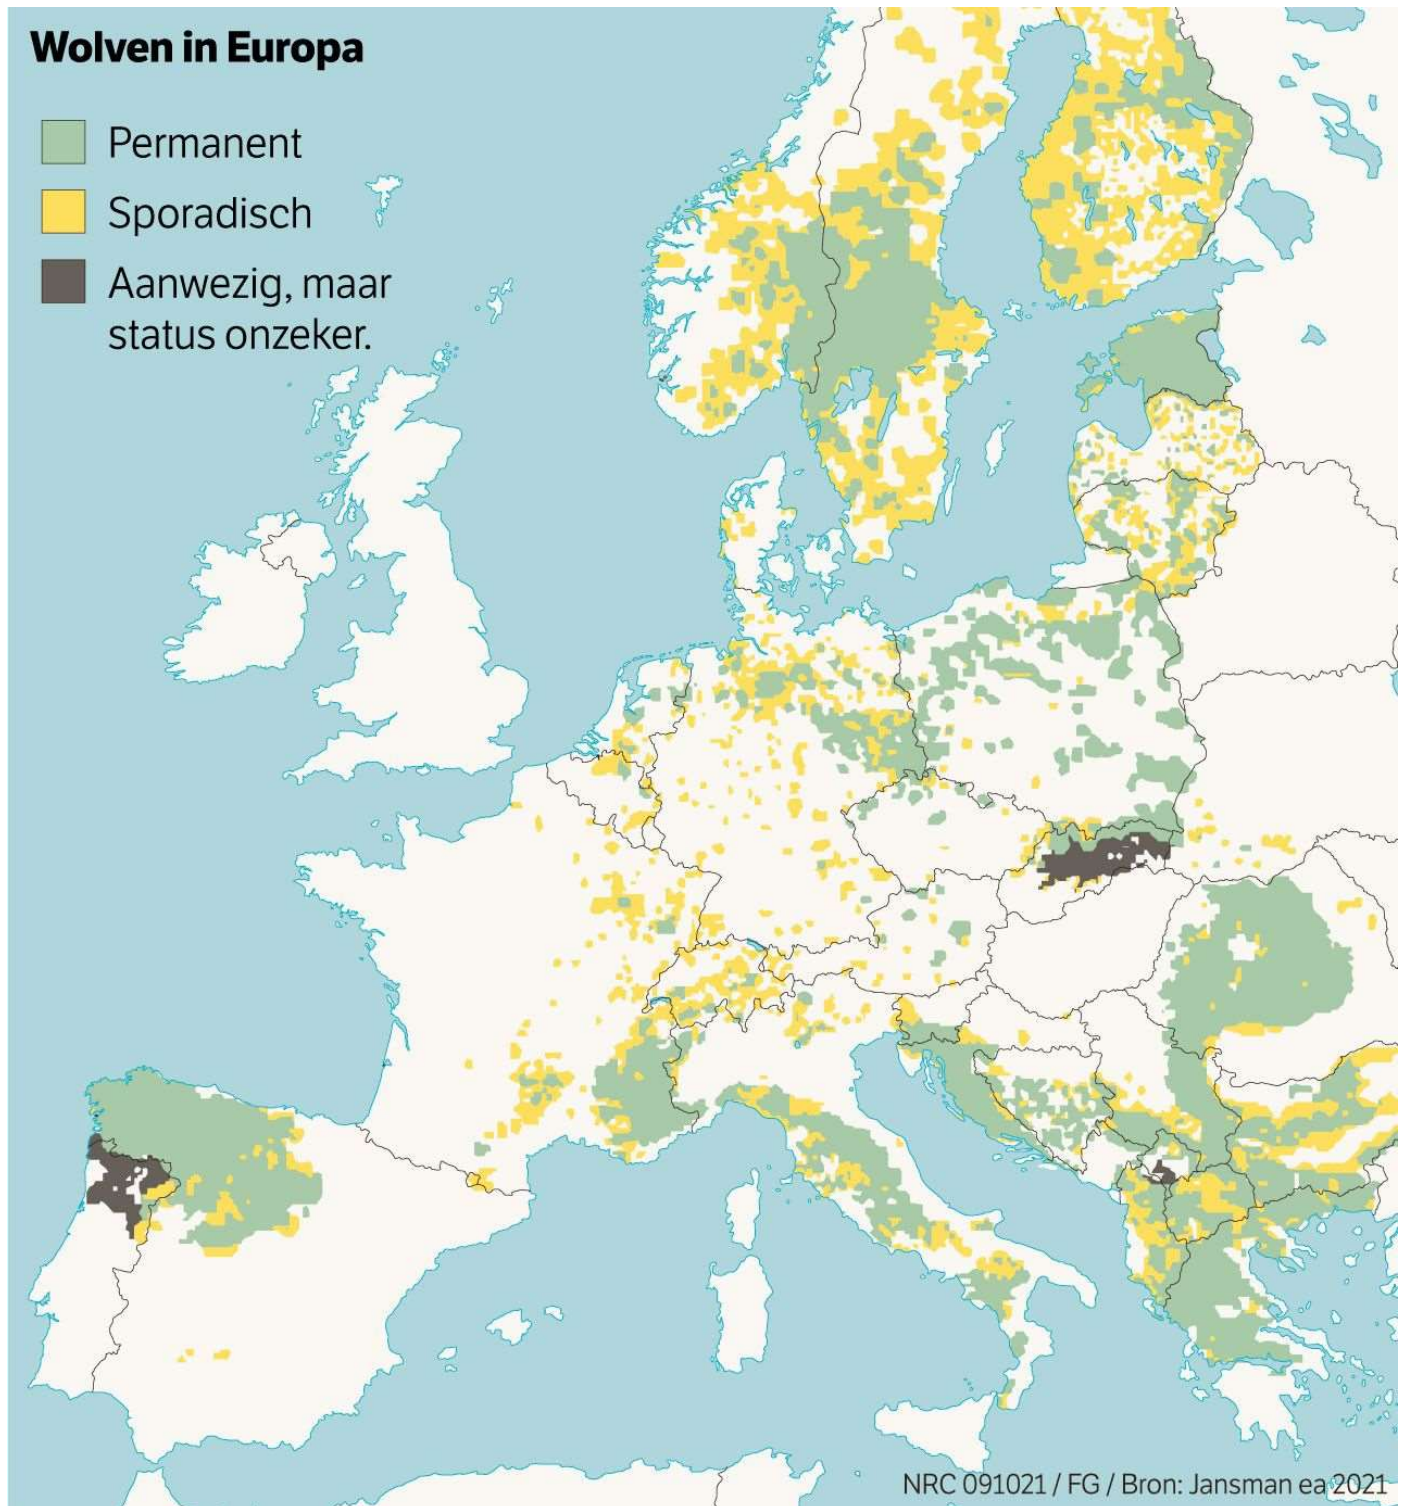 Wolven in Europa
Permanent
Sporadisch
Aanwezig, maar
status onzeker.
NRC 091021 / FG / Bron: Jansman ea 2021